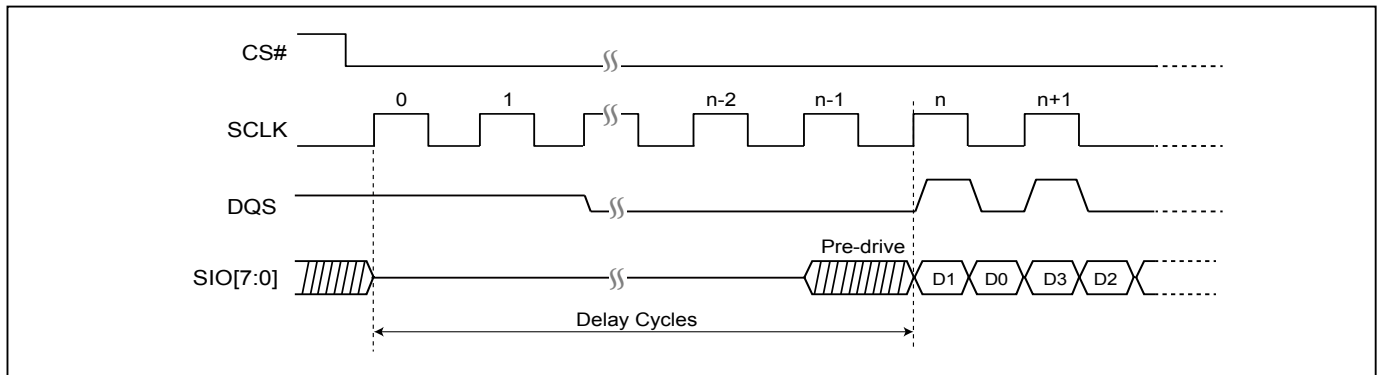 CS#
0 1 n-2 n-1 n n+1
SCLK
DQS
Pre-drive
SIO[7:0] D1 D0 D3 D2
Delay Cycles